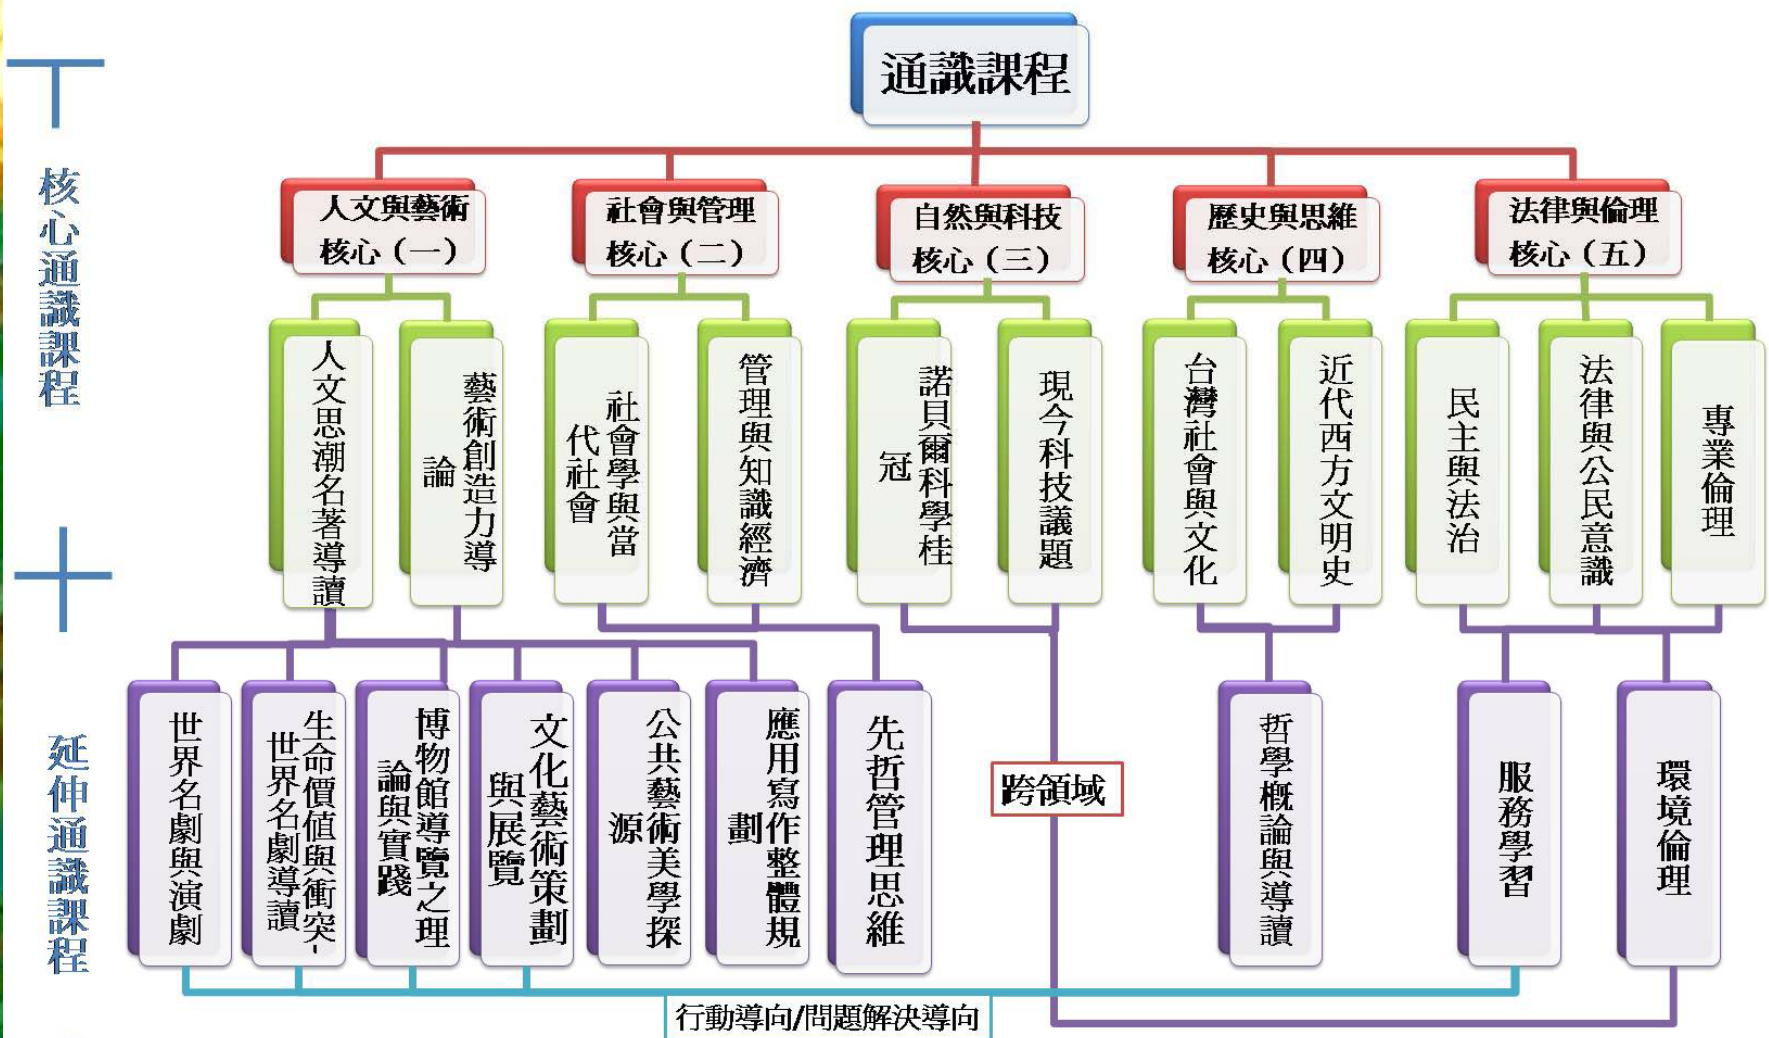 通識課程
核心通識課程
人文與藝術
核心（一）
社會與管理
核心（二）
自然與科技
核心（三）
歷史與思維
核心（四）
法律與倫理
核心（五）
人文思潮名著導讀
藝術創造力導
論
社會學與當
代社會
管理與知識經濟
諾貝爾科學桂
冠
現今科技議題
台灣社會與文化
近代西方文明史
民主與法治
法律與公民意識
專業倫理
延伸通識課程
世界名劇與演劇
生命價值與衝突-
世界名劇導讀
博物館導覽之理
論與實踐
文化藝術策劃
與展覽
公共藝術美學探
源
應用寫作整體規
劃
先哲管理思維
跨領域
哲學概論與導讀
服務學習
環境倫理
行動導向/問題解決導向